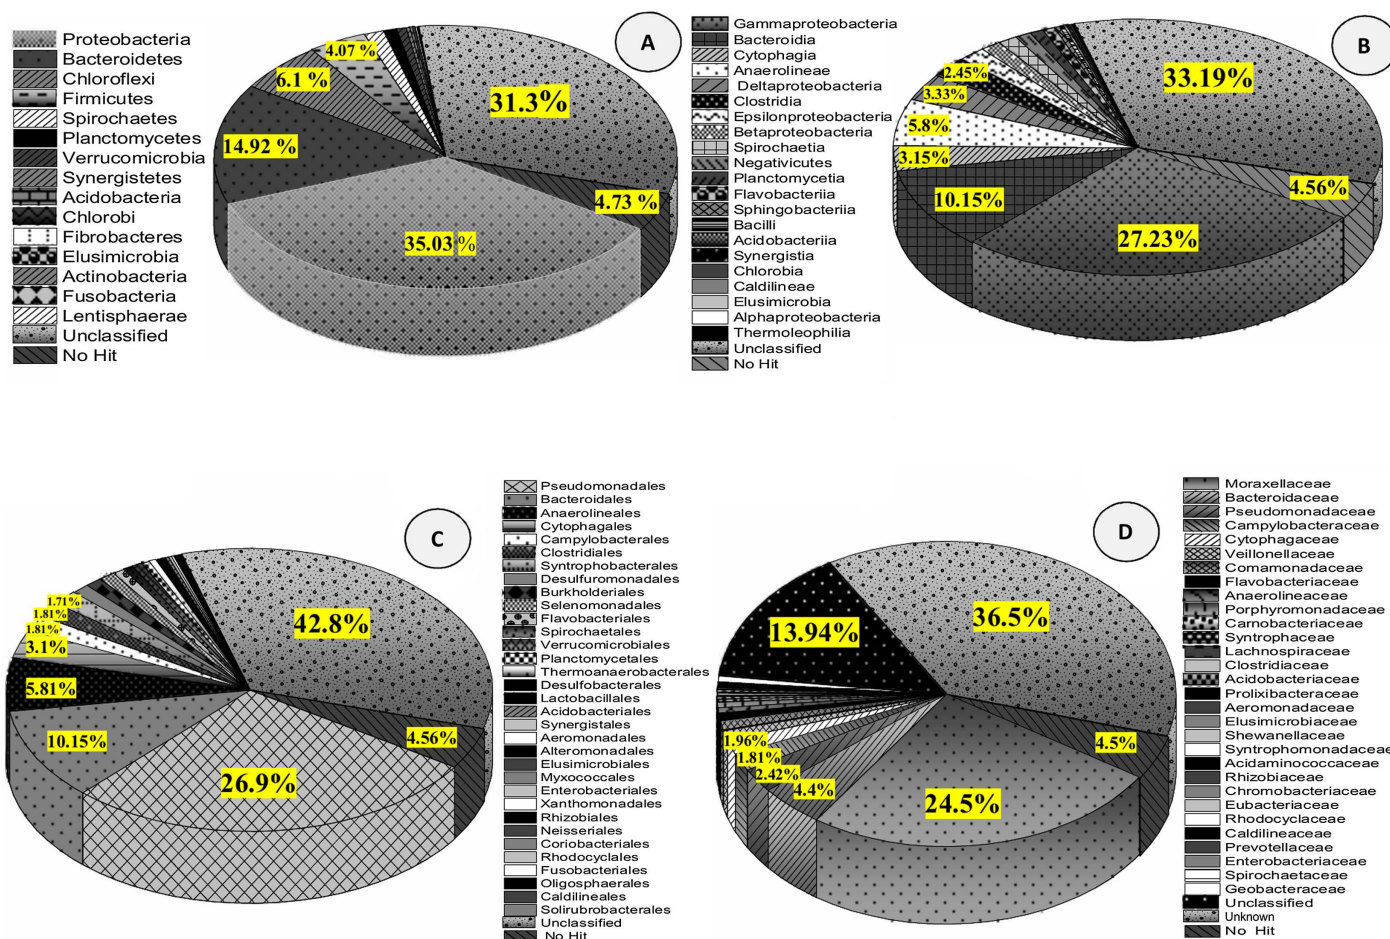 A
Proteobacteria
Bacteroidetes
Chloroflexi
Firmicutes
Spirochaetes
Planctomycetes
Verrucomicrobia
Synergistetes
Acidobacteria
Chlorobi
Fibrobacteres
Elusimicrobia
Actinobacteria
Fusobacteria
Lentisphaerae
Unclassified
No Hit
4.07 %
6.1 %
14.92 %
31.3%
4.73 %
35.03 %
B
Gammaproteobacteria
Bacteroidia
Cytophagia
Anaerolineae
Deltaproteobacteria
Clostridia
Epsilonproteobacteria
Betaproteobacteria
Spirochaetia
Negativicutes
Planctomycetia
Flavobacteriia
Sphingobacteriia
Bacilli
Acidobacteriia
Synergistia
Chlorobia
Caldilineae
Elusimicrobia
Alphaproteobacteria
Thermoleophilia
Unclassified
No Hit
2.45%
3.33%
5.8%
3.15%
10.15%
33.19%
4.56%
27.23%
C
Pseudomonadales
Bacteroidales
Anaerolineales
Cytophagales
Campylobacterales
Clostridiales
Syntrophobacterales
Desulfuromonadales
Burkholderiales
Selenomonadales
Flavobacteriales
Spirochaetales
Verrucomicrobiales
Planctomycetales
Thermoanaerobacterales
Desulfobacterales
Lactobacillales
Acidobacteriales
Synergistales
Aeromonadales
Alteromonadales
Elusimicrobiales
Myxococcales
Enterobacteriales
Xanthomonadales
Rhizobiales
Neisseriales
Coriobacteriales
Rhodocyclales
Fusobacteriales
Oligosphaerales
Caldilineales
Solirubrobacterales
Unclassified
No Hit
1.71%
1.81%
1.81%
3.1%
5.81%
10.15%
42.8%
4.56%
26.9%
D
Moraxellaceae
Bacteroidaceae
Pseudomonadaceae
Campylobacteraceae
Cytophagaceae
Veillonellaceae
Comamonadaceae
Flavobacteriaceae
Anaerolineaceae
Porphyromonadaceae
Carnobacteriaceae
Syntrophaceae
Lachnospiraceae
Clostridiaceae
Acidobacteriaceae
Prolixibacteraceae
Aeromonadaceae
Elusimicrobiaceae
Shewanellaceae
Syntrophomonadaceae
Acidaminococcaceae
Rhizobiaceae
Chromobacteriaceae
Eubacteriaceae
Rhodocyclaceae
Caldilineaceae
Prevotellaceae
Enterobacteriaceae
Spirochaetaceae
Geobacteraceae
Unclassified
Unknown
No Hit
13.94%
36.5%
1.96%
1.81%
2.42%
4.4%
4.5%
24.5%